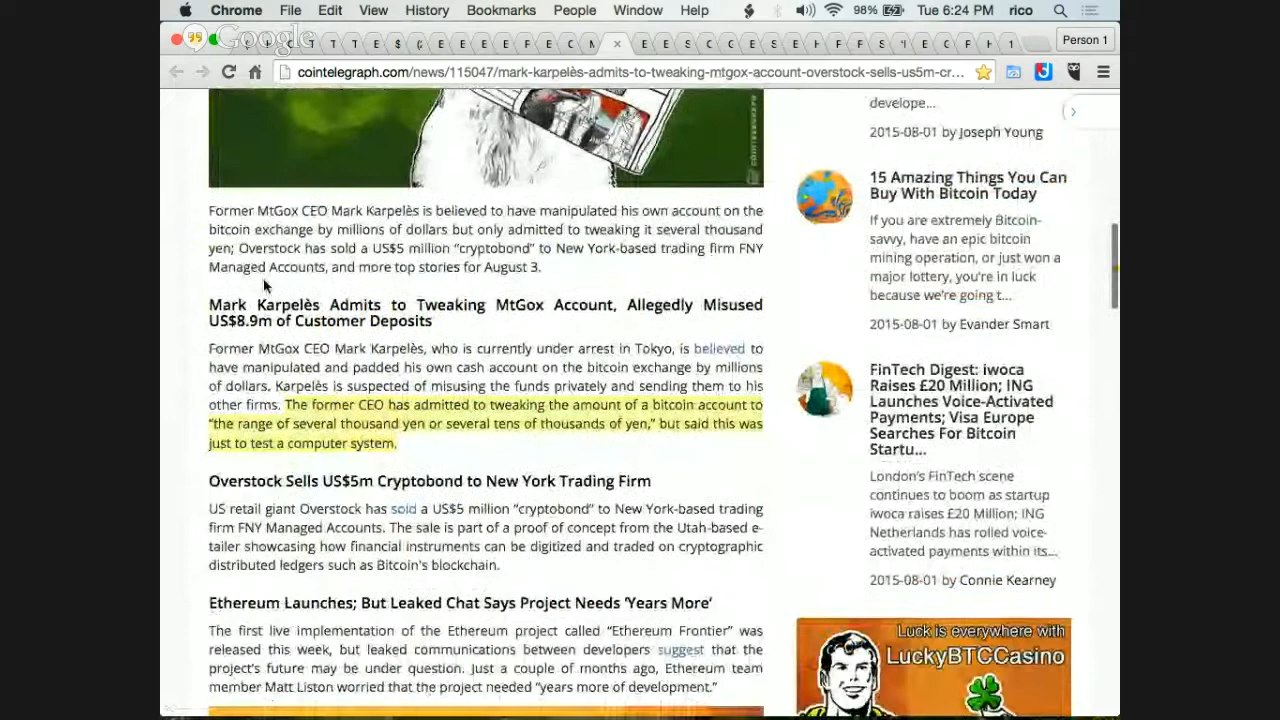 Chrome File Edit View History Bookmarks People Window Help 98% Tue 6:24 PM rico
Google
T T E $ E E E F E C M × E E S C C E S E H F F S E C F H 1 Person 1
cointelegraph.com/news/115047/mark-karpelès-admits-to-tweaking-mtgox-account-overstock-sells-us5m-cr...
Former MtGox CEO Mark Karpelès is believed to have manipulated his own account on the
bitcoin exchange by millions of dollars but only admitted to tweaking it several thousand
yen; Overstock has sold a US$5 million “cryptobond” to New York-based trading firm FNY
Managed Accounts, and more top stories for August 3.
Mark Karpelès Admits to Tweaking MtGox Account, Allegedly Misused
US$8.9m of Customer Deposits
Former MtGox CEO Mark Karpelès, who is currently under arrest in Tokyo, is believed to
have manipulated and padded his own cash account on the bitcoin exchange by millions
of dollars. Karpelès is suspected of misusing the funds privately and sending them to his
other firms. The former CEO has admitted to tweaking the amount of a bitcoin account to
“the range of several thousand yen or several tens of thousands of yen,” but said this was
just to test a computer system.
Overstock Sells US$5m Cryptobond to New York Trading Firm
US retail giant Overstock has sold a US$5 million “cryptobond” to New York-based trading
firm FNY Managed Accounts. The sale is part of a proof of concept from the Utah-based e-
tailer showcasing how financial instruments can be digitized and traded on cryptographic
distributed ledgers such as Bitcoin's blockchain.
Ethereum Launches; But Leaked Chat Says Project Needs ‘Years More’
The first live implementation of the Ethereum project called “Ethereum Frontier” was
released this week, but leaked communications between developers suggest that the
project's future may be under question. Just a couple of months ago, Ethereum team
member Matt Liston worried that the project needed “years more of development.”
develope...
2015-08-01 by Joseph Young
15 Amazing Things You Can
Buy With Bitcoin Today
If you are extremely Bitcoin-
savvy, have an epic bitcoin
mining operation, or just won a
major lottery, you're in luck
because we're going t...
2015-08-01 by Evander Smart
FinTech Digest: iwoca
Raises £20 Million; ING
Launches Voice-Activated
Payments; Visa Europe
Searches For Bitcoin
Startu...
London's FinTech scene
continues to boom as startup
iwoca raises £20 Million; ING
Netherlands has rolled voice-
activated payments within its...
2015-08-01 by Connie Kearney
Luck is everywhere with
LuckyBTCCasino